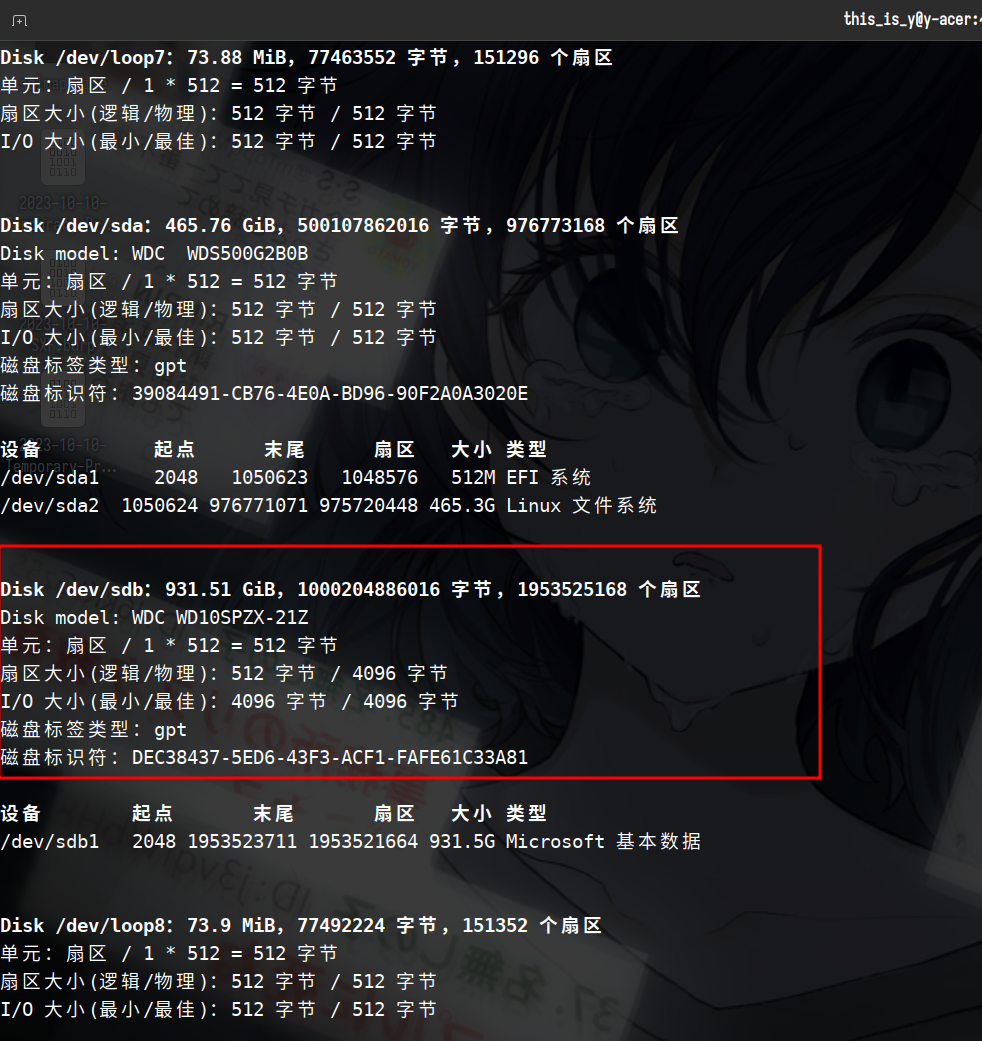 this_is_y@y-acer:
Disk /dev/loop7：73.88 MiB，77463552 字节，151296 个扇区
单元：扇区 / 1 * 512 = 512 字节
扇区大小(逻辑/物理)：512 字节 / 512 字节
I/O 大小(最小/最佳)：512 字节 / 512 字节
Disk /dev/sda：465.76 GiB，500107862016 字节，976773168 个扇区
Disk model: WDC  WDS500G2B0B
单元：扇区 / 1 * 512 = 512 字节
扇区大小(逻辑/物理)：512 字节 / 512 字节
I/O 大小(最小/最佳)：512 字节 / 512 字节
磁盘标签类型：gpt
磁盘标识符：39084491-CB76-4E0A-BD96-90F2A0A3020E
设备 起点 末尾 扇区 大小 类型
/dev/sda1 2048 1050623 1048576 512M EFI 系统
/dev/sda2 1050624 976771071 975720448 465.3G Linux 文件系统
Disk /dev/sdb：931.51 GiB，1000204886016 字节，1953525168 个扇区
Disk model: WDC WD10SPZX-21Z
单元：扇区 / 1 * 512 = 512 字节
扇区大小(逻辑/物理)：512 字节 / 4096 字节
I/O 大小(最小/最佳)：4096 字节 / 4096 字节
磁盘标签类型：gpt
磁盘标识符：DEC38437-5ED6-43F3-ACF1-FAFE61C33A81
设备 起点 末尾 扇区 大小 类型
/dev/sdb1 2048 1953523711 1953521664 931.5G Microsoft 基本数据
Disk /dev/loop8：73.9 MiB，77492224 字节，151352 个扇区
单元：扇区 / 1 * 512 = 512 字节
扇区大小(逻辑/物理)：512 字节 / 512 字节
I/O 大小(最小/最佳)：512 字节 / 512 字节